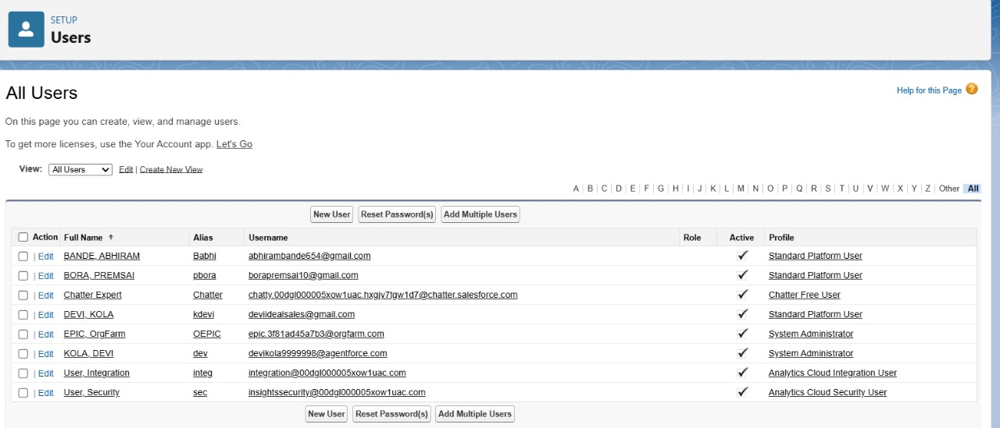 SETUP
Users
All Users
Help for this Page ?
On this page you can create, view, and manage users.
To get more licenses, use the Your Account app. Let's Go
View: All Users Edit | Create New View
A | B | C | D | E | F | G | H | I | J | K | L | M | N | O | P | Q | R | S | T | U | V | W | X | Y | Z | Other All
New User Reset Password(s) Add Multiple Users
Action Full Name ↑ Alias Username Role Active Profile
| Edit BANDE, ABHIRAM Babhi abhirambande654@gmail.com Standard Platform User
| Edit BORA, PREMSAI pbora borapremsai10@gmail.com Standard Platform User
| Edit Chatter Expert Chatter chatty.00dgl000005xow1uac.hxgjv7tgw1d7@chatter.salesforce.com Chatter Free User
| Edit DEVI, KOLA kdevi deviidealsales@gmail.com Standard Platform User
| Edit EPIC, OrgFarm OEPIC epic.3f81ad45a7b3@orgfarm.com System Administrator
| Edit KOLA, DEVI dev devikola9999998@agentforce.com System Administrator
| Edit User, Integration integ integration@00dgl000005xow1uac.com Analytics Cloud Integration User
| Edit User, Security sec insightssecurity@00dgl000005xow1uac.com Analytics Cloud Security User
New User Reset Password(s) Add Multiple Users